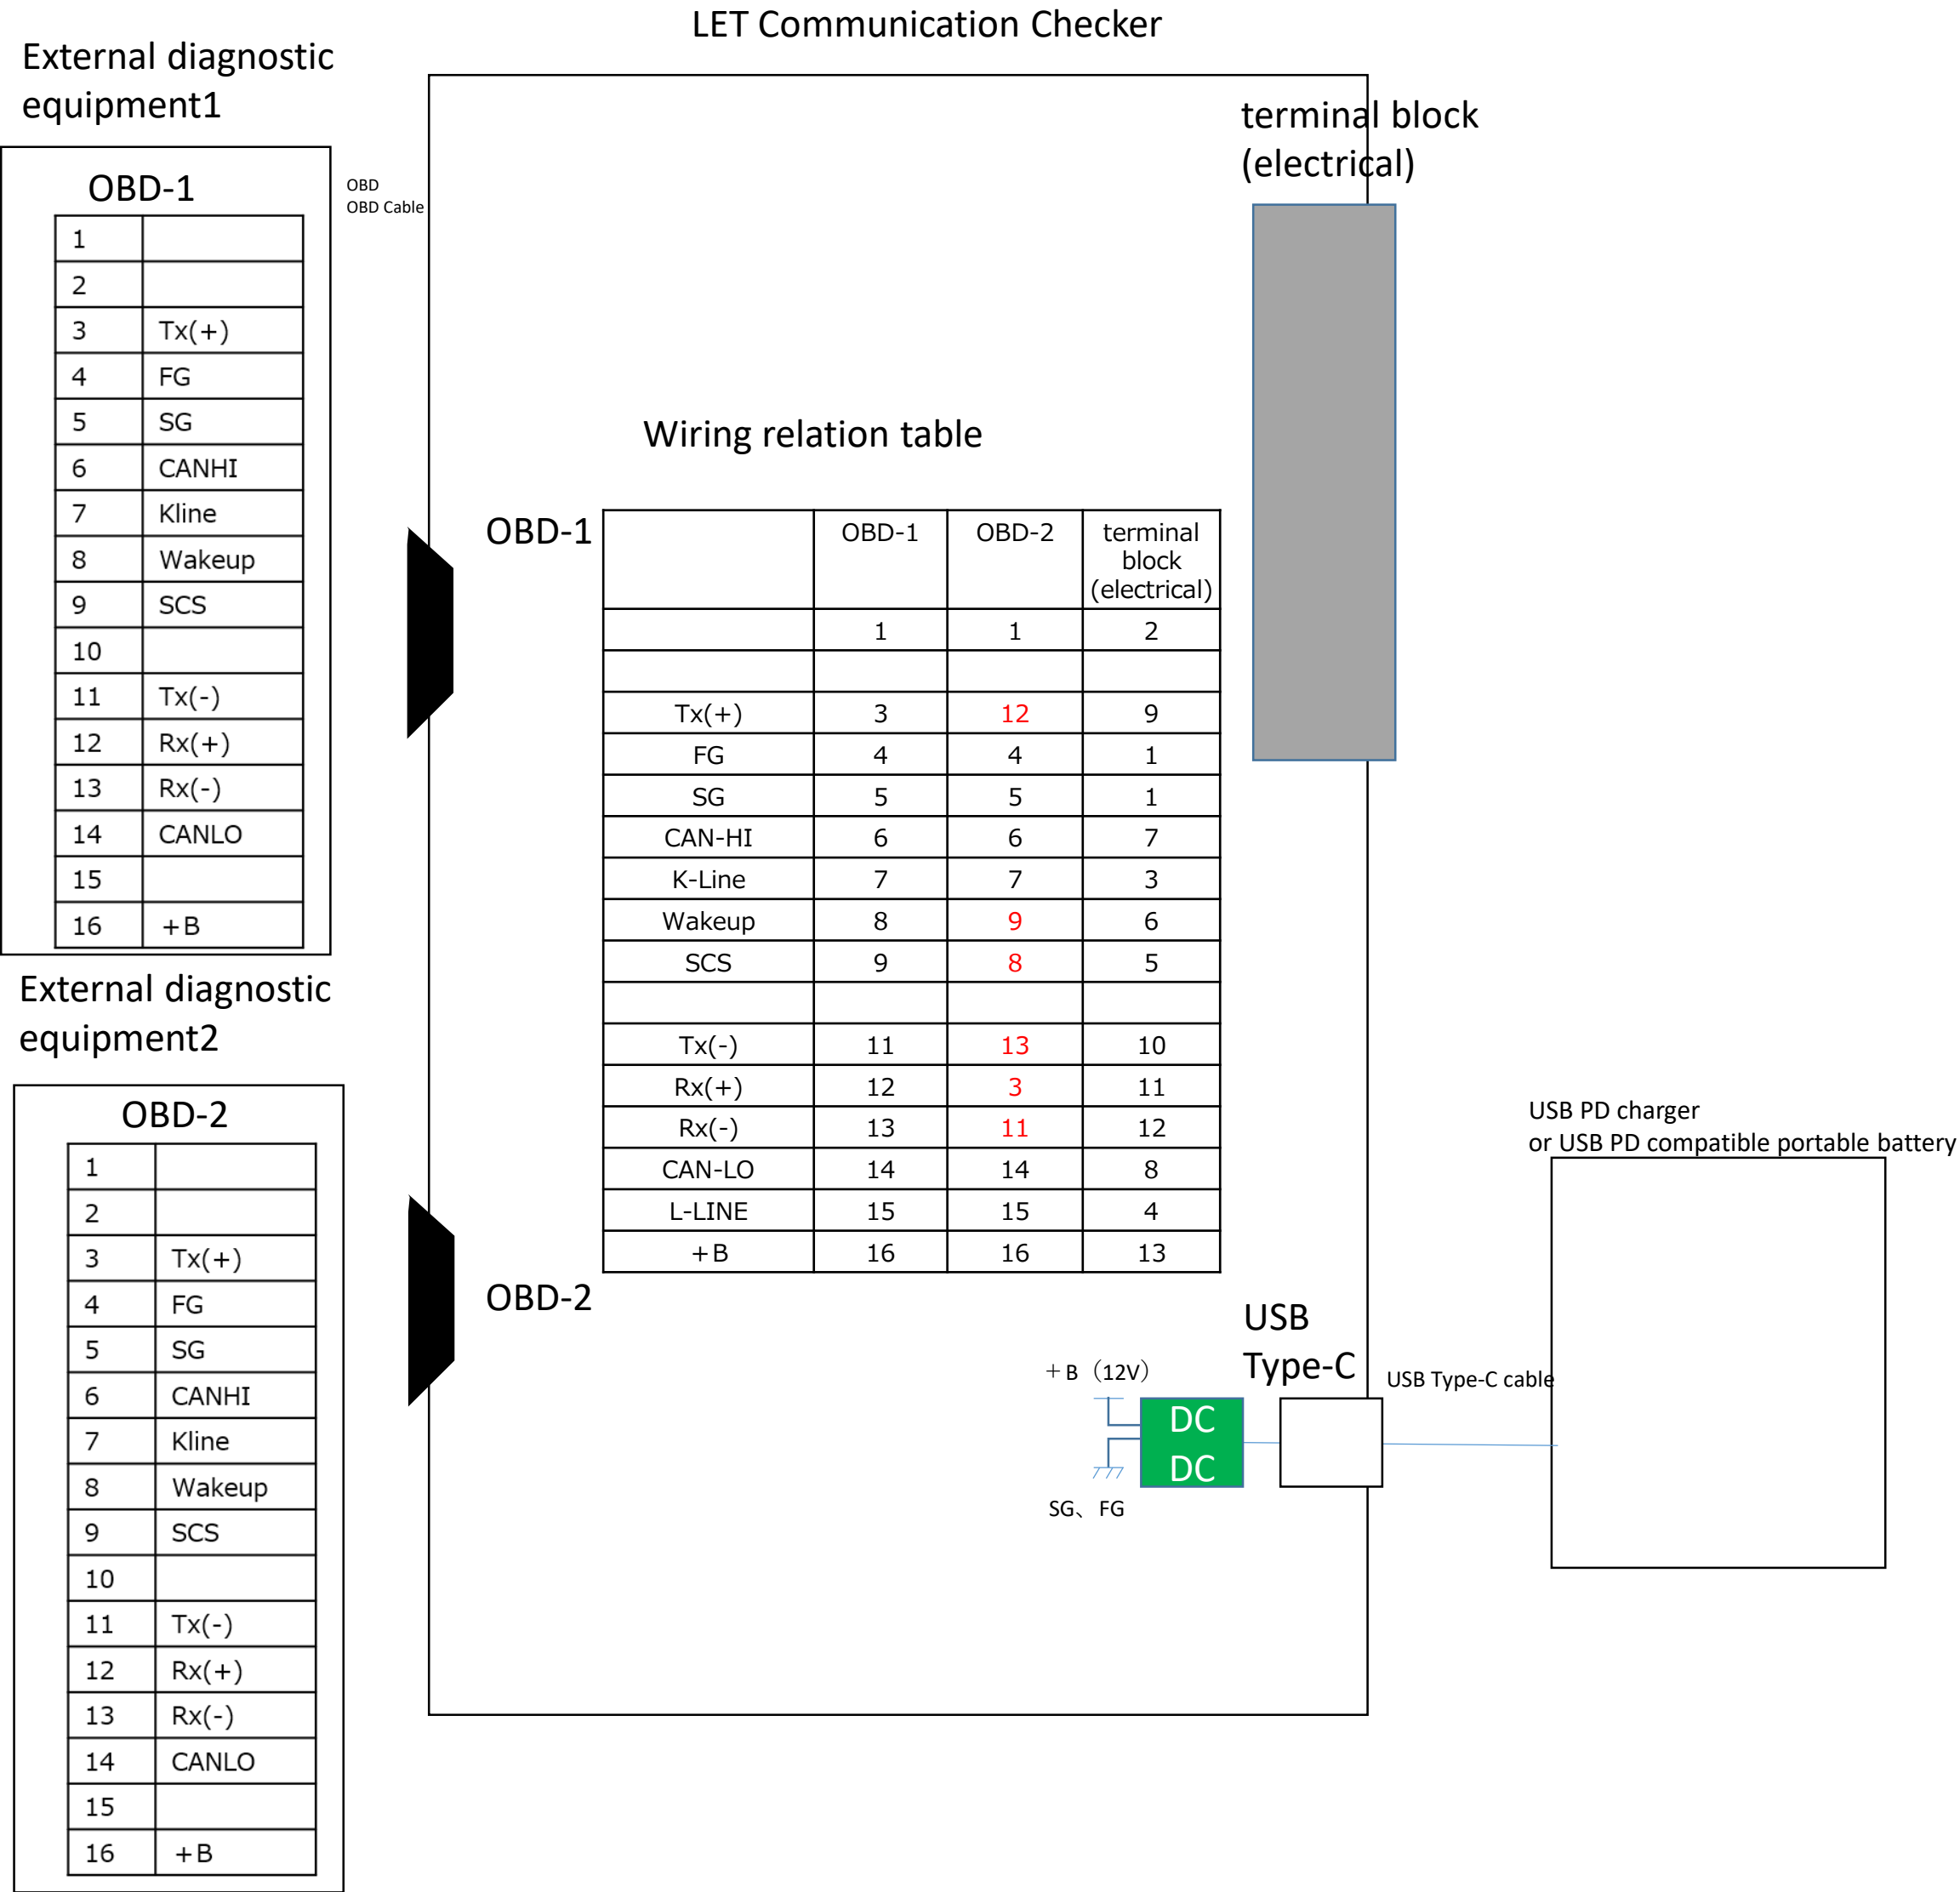 LET Communication Checker
External diagnostic
equipment1
OBD-1
1
2
3 Tx(+)
4 FG
5 SG
6 CANHI
7 Kline
8 Wakeup
9 SCS
10
11 Tx(-)
12 Rx(+)
13 Rx(-)
14 CANLO
15
16 +B
OBD
OBD Cable
External diagnostic
equipment2
OBD-2
1
2
3 Tx(+)
4 FG
5 SG
6 CANHI
7 Kline
8 Wakeup
9 SCS
10
11 Tx(-)
12 Rx(+)
13 Rx(-)
14 CANLO
15
16 +B
terminal block
(electrical)
Wiring relation table
OBD-1
OBD-1 OBD-2 terminal
block
(electrical)
1 1 2
Tx(+) 3 12 9
FG 4 4 1
SG 5 5 1
CAN-HI 6 6 7
K-Line 7 7 3
Wakeup 8 9 6
SCS 9 8 5
Tx(-) 11 13 10
Rx(+) 12 3 11
Rx(-) 13 11 12
CAN-LO 14 14 8
L-LINE 15 15 4
+B 16 16 13
OBD-2
USB
Type-C
+B（12V）
DC
DC
SG、FG
USB Type-C cable
USB PD charger
or USB PD compatible portable battery